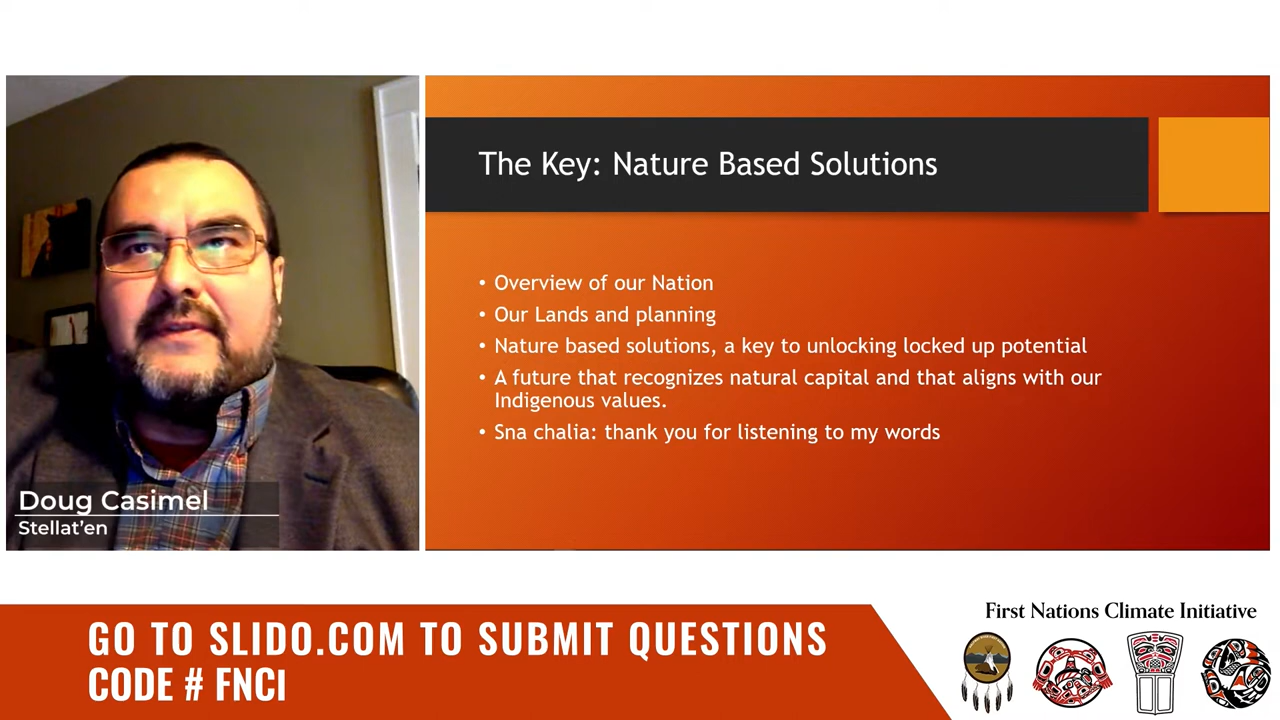 The Key: Nature Based Solutions
• Overview of our Nation
• Our Lands and planning
• Nature based solutions, a key to unlocking locked up potential
• A future that recognizes natural capital and that aligns with our
Indigenous values.
• Sna chalia: thank you for listening to my words
Doug Casimel
Stellat'en
GO TO SLIDO.COM TO SUBMIT QUESTIONS
CODE # FNCI
First Nations Climate Initiative